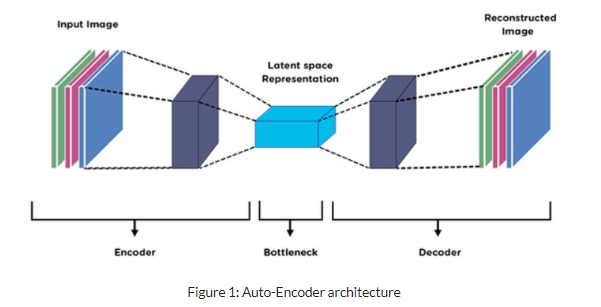 Input Image
Reconstructed
Image
Latent space
Representation
Encoder
Bottleneck
Decoder
Figure 1: Auto-Encoder architecture